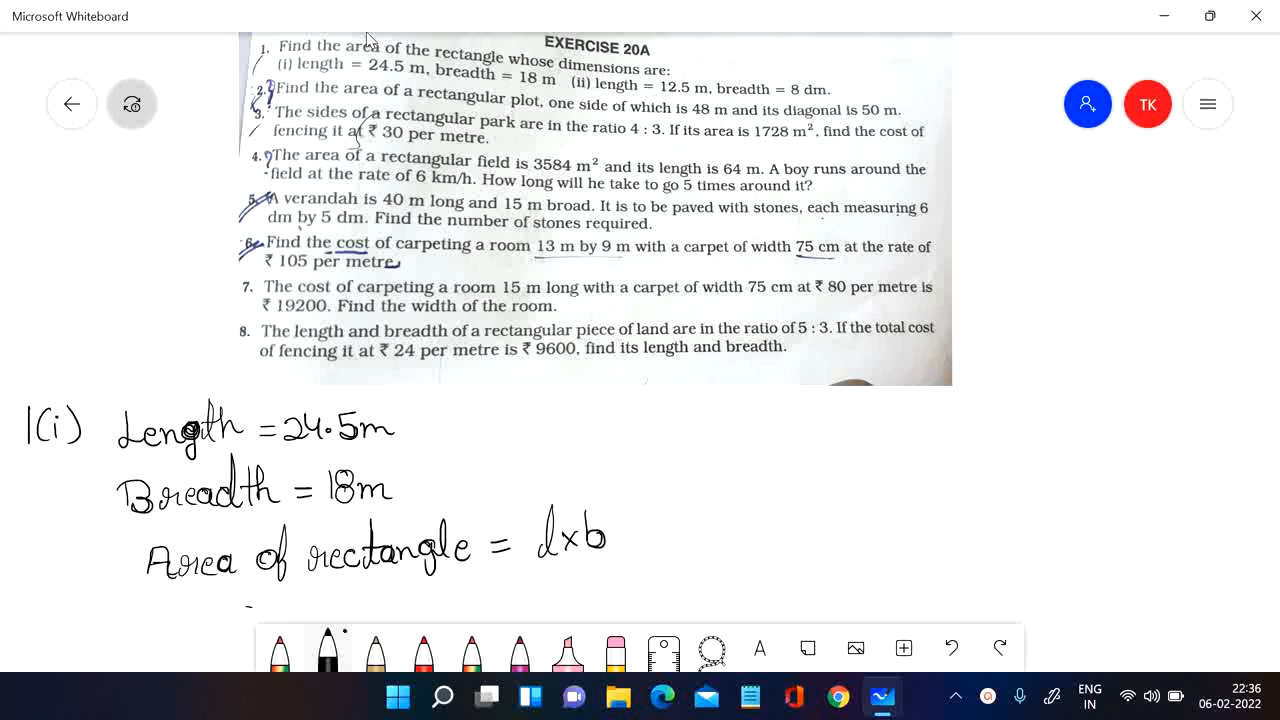 Microsoft Whiteboard
EXERCISE 20A
1. Find the area of the rectangle whose dimensions are:
(i) length = 24.5 m, breadth = 18 m (ii) length = 12.5 m, breadth = 8 dm.
2. Find the area of a rectangular plot, one side of which is 48 m and its diagonal is 50 m.
3. The sides of a rectangular park are in the ratio 4 : 3. If its area is 1728 m², find the cost of
fencing it at ₹ 30 per metre.
4. The area of a rectangular field is 3584 m² and its length is 64 m. A boy runs around the
field at the rate of 6 km/h. How long will he take to go 5 times around it?
5. A verandah is 40 m long and 15 m broad. It is to be paved with stones, each measuring 6
dm by 5 dm. Find the number of stones required.
6. Find the cost of carpeting a room 13 m by 9 m with a carpet of width 75 cm at the rate of
₹ 105 per metre.
7. The cost of carpeting a room 15 m long with a carpet of width 75 cm at ₹ 80 per metre is
₹ 19200. Find the width of the room.
8. The length and breadth of a rectangular piece of land are in the ratio of 5 : 3. If the total cost
of fencing it at ₹ 24 per metre is ₹ 9600, find its length and breadth.
TK
1(i) Length = 24.5m
Breadth = 18m
Area of rectangle = l×b
A
ENG
IN
22:36
06-02-2022